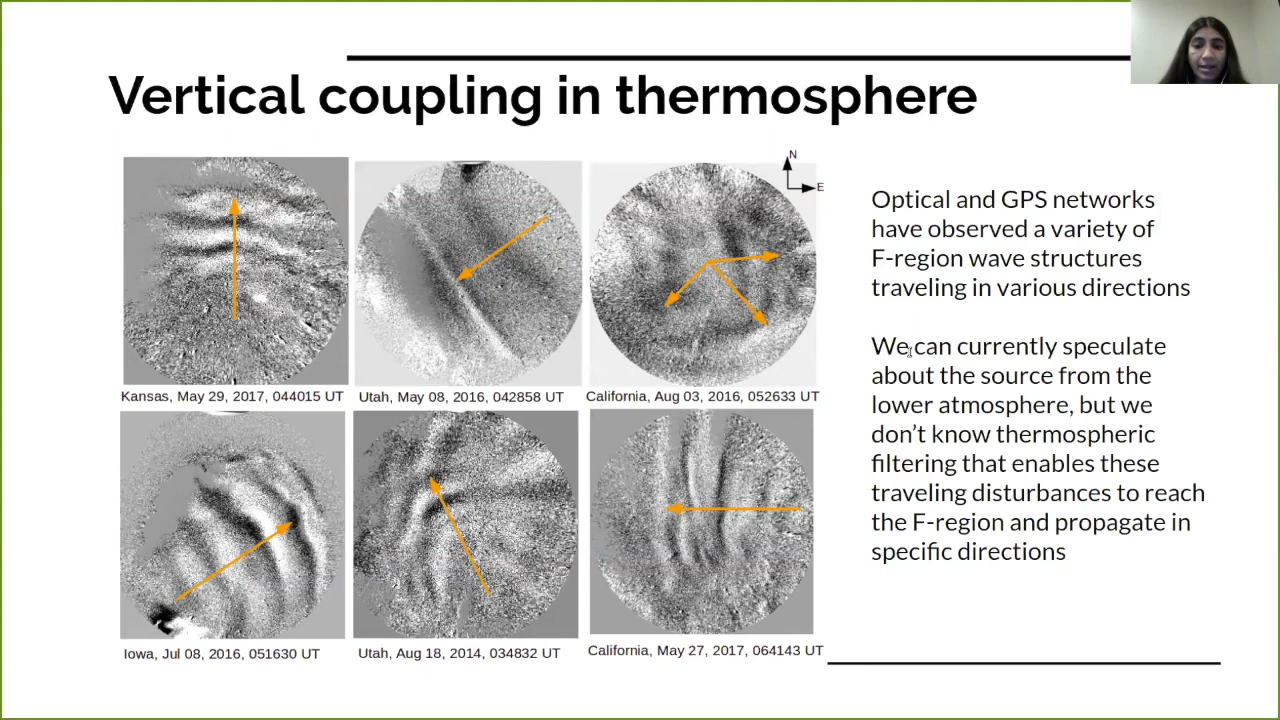 Vertical coupling in thermosphere
N
E
Kansas, May 29, 2017, 044015 UT
Utah, May 08, 2016, 042858 UT
California, Aug 03, 2016, 052633 UT
Iowa, Jul 08, 2016, 051630 UT
Utah, Aug 18, 2014, 034832 UT
California, May 27, 2017, 064143 UT
Optical and GPS networks
have observed a variety of
F-region wave structures
traveling in various directions
We can currently speculate
about the source from the
lower atmosphere, but we
don’t know thermospheric
filtering that enables these
traveling disturbances to reach
the F-region and propagate in
specific directions